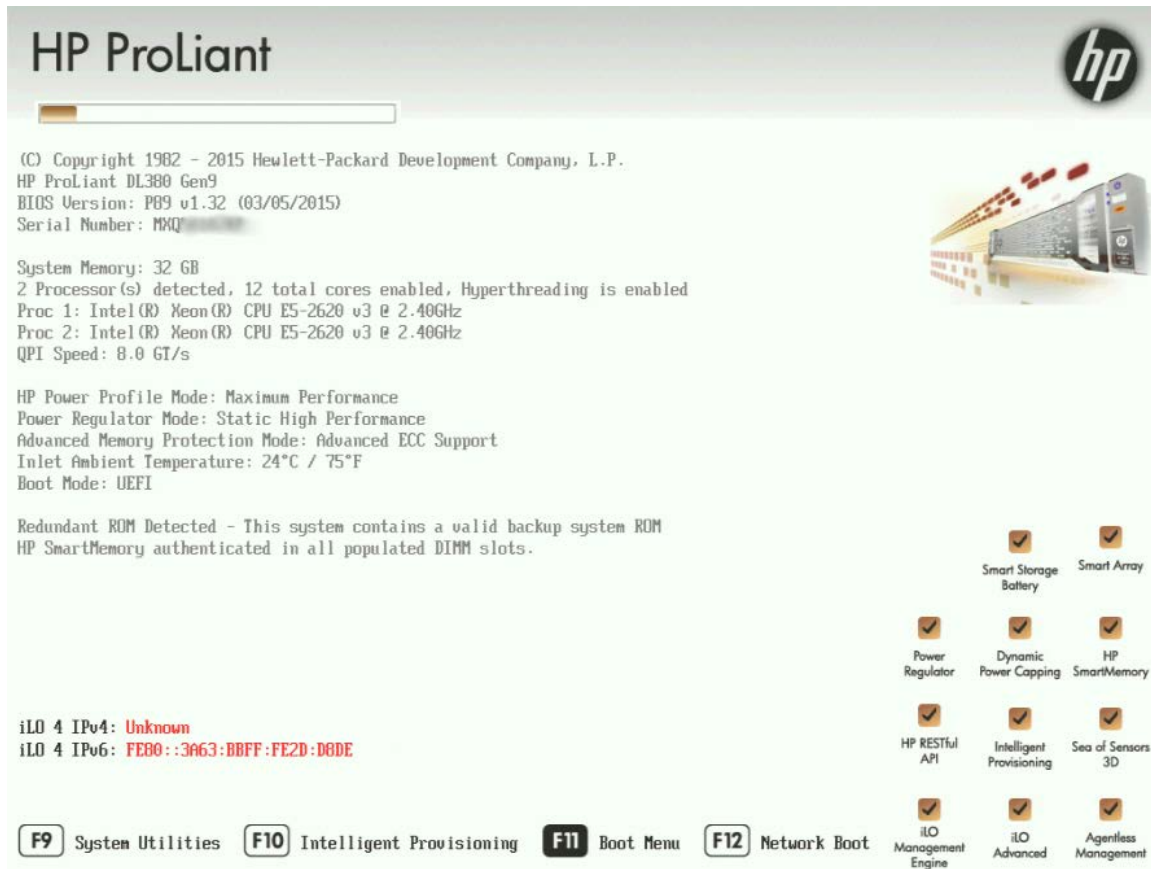 HP ProLiant
hp
(C) Copyright 1982 - 2015 Hewlett-Packard Development Company, L.P.
HP ProLiant DL380 Gen9
BIOS Version: P89 v1.32 (03/05/2015)
Serial Number: MXQ
System Memory: 32 GB
2 Processor(s) detected, 12 total cores enabled, Hyperthreading is enabled
Proc 1: Intel(R) Xeon(R) CPU E5-2620 v3 @ 2.40GHz
Proc 2: Intel(R) Xeon(R) CPU E5-2620 v3 @ 2.40GHz
QPI Speed: 8.0 GT/s
HP Power Profile Mode: Maximum Performance
Power Regulator Mode: Static High Performance
Advanced Memory Protection Mode: Advanced ECC Support
Inlet Ambient Temperature: 24°C / 75°F
Boot Mode: UEFI
Redundant ROM Detected - This system contains a valid backup system ROM
HP SmartMemory authenticated in all populated DIMM slots.
Smart Storage
Battery
Smart Array
Power
Regulator
Dynamic
Power Capping
HP
SmartMemory
iLO 4 IPv4: Unknown
iLO 4 IPv6: FE80::3A63:BBFF:FE2D:D8DE
HP RESTful
API
Intelligent
Provisioning
Sea of Sensors
3D
F9 System Utilities F10 Intelligent Provisioning F11 Boot Menu F12 Network Boot
iLO
Management
Engine
iLO
Advanced
Agentless
Management